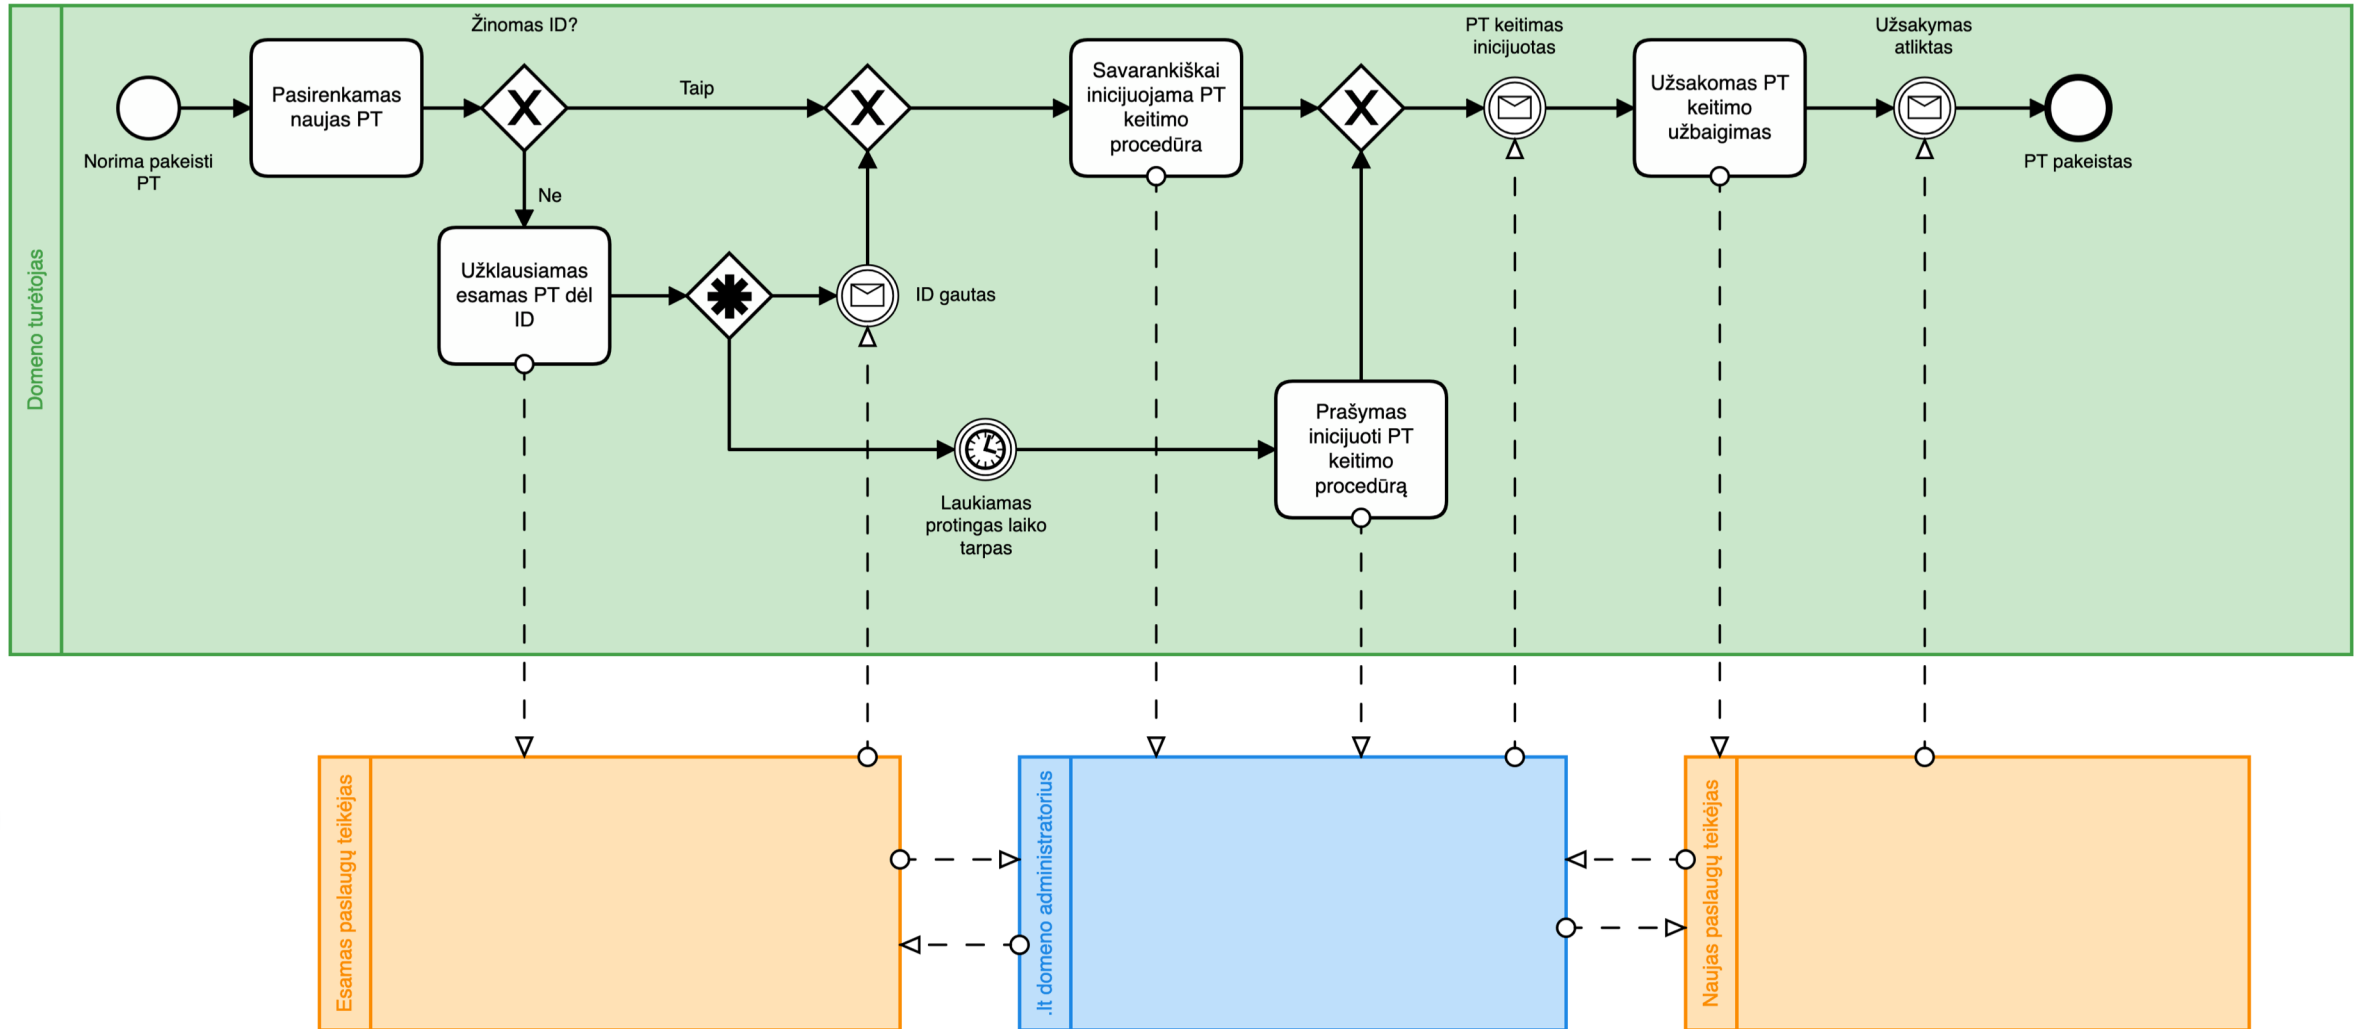 Domeno turėtojas
Norima pakeisti
PT
Pasirenkamas
naujas PT
Žinomas ID?
Taip
Ne
Užklausiamas
esamas PT dėl
ID
ID gautas
Laukiamas
protingas laiko
tarpas
Savarankiškai
inicijuojama PT
keitimo
procedūra
Prašymas
inicijuoti PT
keitimo
procedūrą
PT keitimas
inicijuotas
Užsakomas PT
keitimo
užbaigimas
Užsakymas
atliktas
PT pakeistas
Esamas paslaugų teikėjas
.lt domeno administratorius
Naujas paslaugų teikėjas